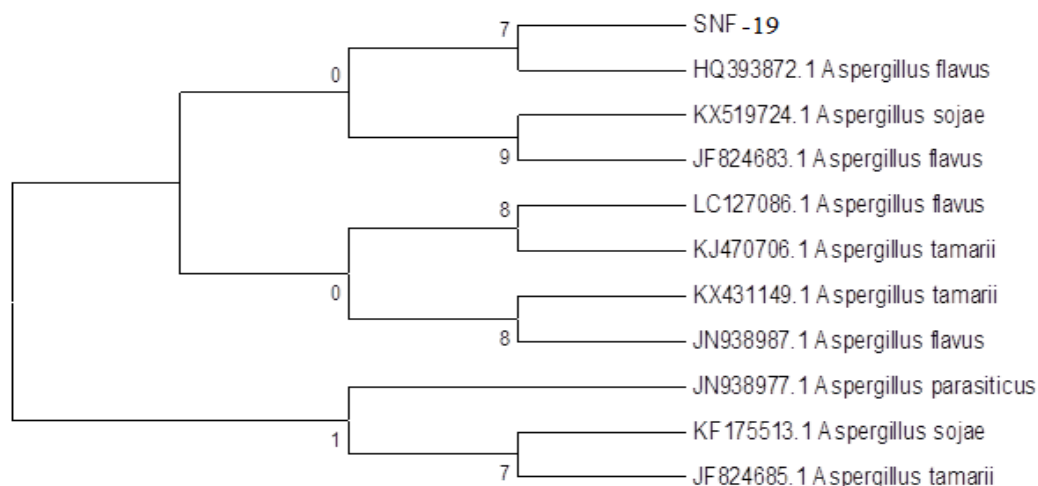 7
SNF -19
HQ393872.1 Aspergillus flavus
0
KX519724.1 Aspergillus sojae
9
JF824683.1 Aspergillus flavus
8
LC127086.1 Aspergillus flavus
KJ470706.1 Aspergillus tamarii
0
KX431149.1 Aspergillus tamarii
8
JN938987.1 Aspergillus flavus
JN938977.1 Aspergillus parasiticus
1
KF175513.1 Aspergillus sojae
7
JF824685.1 Aspergillus tamarii